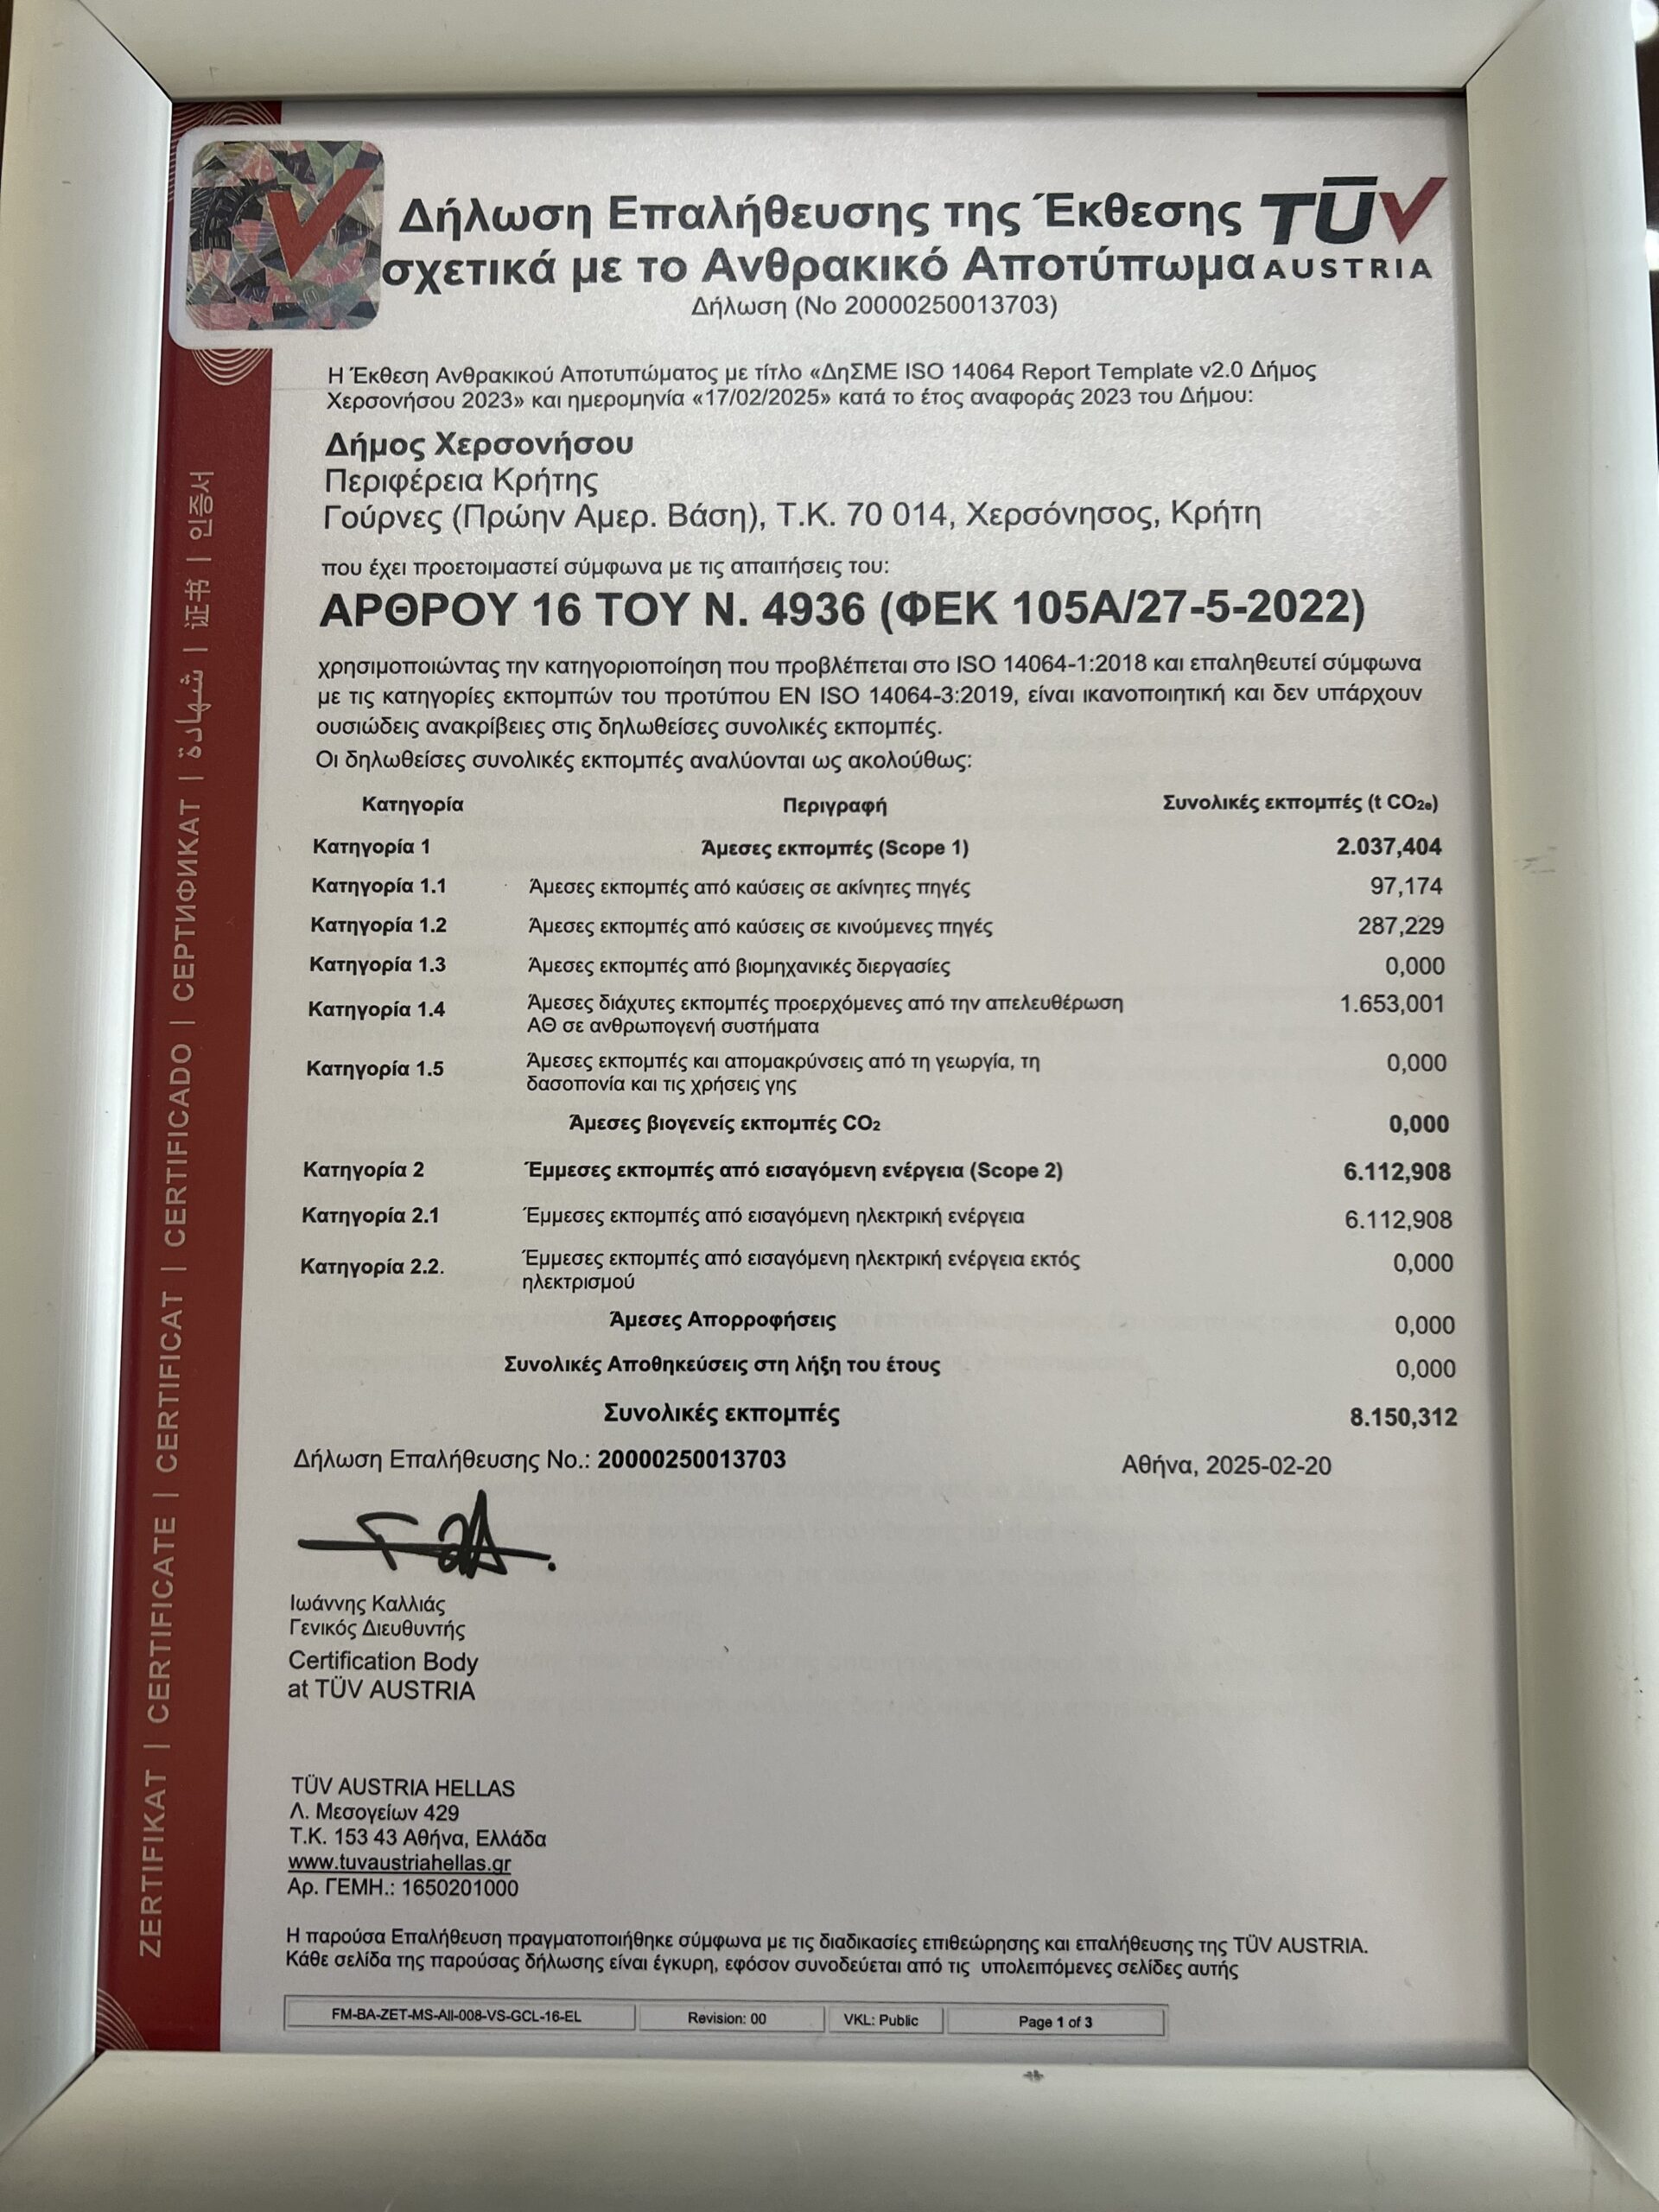 Δήλωση Επαλήθευσης της Έκθεσης
σχετικά με το Ανθρακικό Αποτύπωμα
TÜV
AUSTRIA
Δήλωση (No 20000250013703)
Η Έκθεση Ανθρακικού Αποτυπώματος με τίτλο «ΔηΣΜΕ ISO 14064 Report Template v2.0 Δήμος
Χερσονήσου 2023» και ημερομηνία «17/02/2025» κατά το έτος αναφοράς 2023 του Δήμου:
Δήμος Χερσονήσου
Περιφέρεια Κρήτης
Γούρνες (Πρώην Αμερ. Βάση), Τ.Κ. 70 014, Χερσόνησος, Κρήτη
που έχει προετοιμαστεί σύμφωνα με τις απαιτήσεις του:
ΑΡΘΡΟΥ 16 ΤΟΥ Ν. 4936 (ΦΕΚ 105Α/27-5-2022)
χρησιμοποιώντας την κατηγοριοποίηση που προβλέπεται στο ISO 14064-1:2018 και επαληθευτεί σύμφωνα
με τις κατηγορίες εκπομπών του προτύπου EN ISO 14064-3:2019, είναι ικανοποιητική και δεν υπάρχουν
ουσιώδεις ανακρίβειες στις δηλωθείσες συνολικές εκπομπές.
Οι δηλωθείσες συνολικές εκπομπές αναλύονται ως ακολούθως:
Κατηγορία Περιγραφή Συνολικές εκπομπές (t CO₂ₑ)
Κατηγορία 1 Άμεσες εκπομπές (Scope 1) 2.037,404
Κατηγορία 1.1 Άμεσες εκπομπές από καύσεις σε ακίνητες πηγές 97,174
Κατηγορία 1.2 Άμεσες εκπομπές από καύσεις σε κινούμενες πηγές 287,229
Κατηγορία 1.3 Άμεσες εκπομπές από βιομηχανικές διεργασίες 0,000
Κατηγορία 1.4 Άμεσες διάχυτες εκπομπές προερχόμενες από την απελευθέρωση 1.653,001
ΑΘ σε ανθρωπογενή συστήματα
Κατηγορία 1.5 Άμεσες εκπομπές και απομακρύνσεις από τη γεωργία, τη 0,000
δασοπονία και τις χρήσεις γης
Άμεσες βιογενείς εκπομπές CO₂ 0,000
Κατηγορία 2 Έμμεσες εκπομπές από εισαγόμενη ενέργεια (Scope 2) 6.112,908
Κατηγορία 2.1 Έμμεσες εκπομπές από εισαγόμενη ηλεκτρική ενέργεια 6.112,908
Κατηγορία 2.2. Έμμεσες εκπομπές από εισαγόμενη ηλεκτρική ενέργεια εκτός 0,000
ηλεκτρισμού
Άμεσες Απορροφήσεις 0,000
Συνολικές Αποθηκεύσεις στη λήξη του έτους 0,000
Συνολικές εκπομπές 8.150,312
Δήλωση Επαλήθευσης No.: 20000250013703
Αθήνα, 2025-02-20
Ιωάννης Καλλιάς
Γενικός Διευθυντής
Certification Body
at TÜV AUSTRIA
TÜV AUSTRIA HELLAS
Λ. Μεσογείων 429
Τ.Κ. 153 43 Αθήνα, Ελλάδα
www.tuvaustriahellas.gr
Αρ. ΓΕΜΗ.: 1650201000
Η παρούσα Επαλήθευση πραγματοποιήθηκε σύμφωνα με τις διαδικασίες επιθεώρησης και επαλήθευσης της TÜV AUSTRIA.
Κάθε σελίδα της παρούσας δήλωσης είναι έγκυρη, εφόσον συνοδεύεται από τις υπολειπόμενες σελίδες αυτής
FM-BA-ZET-MS-All-008-VS-GCL-16-EL Revision: 00 VKL: Public Page 1 of 3
ZERTIFIKAT | CERTIFICATE | CERTIFICAT | CERTIFICADO | СЕРТИФИКАТ | شهادة | 证书 | 인증서